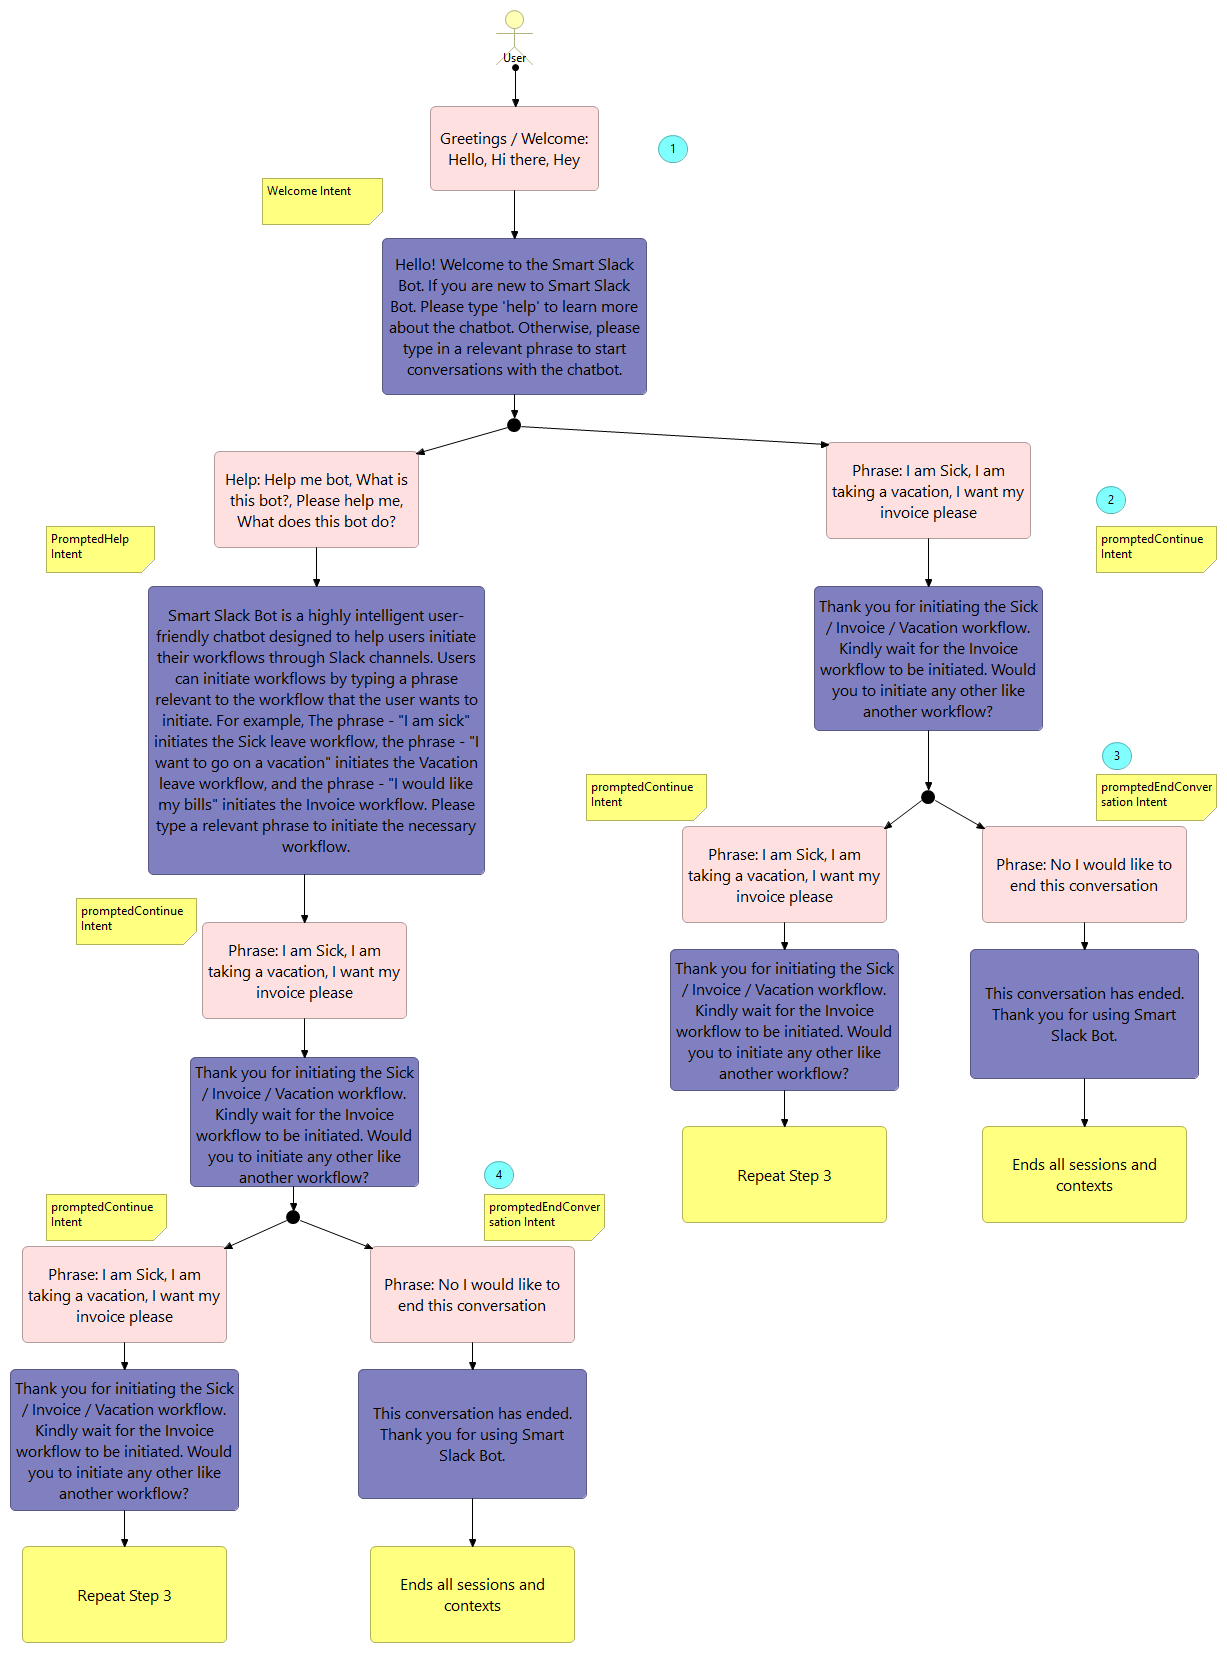 User
Greetings / Welcome:
Hello, Hi there, Hey
1
Welcome Intent
Hello! Welcome to the Smart Slack
Bot. If you are new to Smart Slack
Bot. Please type 'help' to learn more
about the chatbot. Otherwise, please
type in a relevant phrase to start
conversations with the chatbot.
Help: Help me bot, What is
this bot?, Please help me,
What does this bot do?
Phrase: I am Sick, I am
taking a vacation, I want my
invoice please
2
PromptedHelp
Intent
promptedContinue
Intent
Smart Slack Bot is a highly intelligent user-
friendly chatbot designed to help users initiate
their workflows through Slack channels. Users
can initiate workflows by typing a phrase
relevant to the workflow that the user wants to
initiate. For example, The phrase - "I am sick"
initiates the Sick leave workflow, the phrase - "I
want to go on a vacation" initiates the Vacation
leave workflow, and the phrase - "I would like
my bills" initiates the Invoice workflow. Please
type a relevant phrase to initiate the necessary
workflow.
Thank you for initiating the Sick
/ Invoice / Vacation workflow.
Kindly wait for the Invoice
workflow to be initiated. Would
you to initiate any other like
another workflow?
3
promptedContinue
Intent
promptedEndConver
sation Intent
Phrase: I am Sick, I am
taking a vacation, I want my
invoice please
Phrase: No I would like to
end this conversation
promptedContinue
Intent
Phrase: I am Sick, I am
taking a vacation, I want my
invoice please
Thank you for initiating the Sick
/ Invoice / Vacation workflow.
Kindly wait for the Invoice
workflow to be initiated. Would
you to initiate any other like
another workflow?
This conversation has ended.
Thank you for using Smart
Slack Bot.
Thank you for initiating the Sick
/ Invoice / Vacation workflow.
Kindly wait for the Invoice
workflow to be initiated. Would
you to initiate any other like
another workflow?
Repeat Step 3
Ends all sessions and
contexts
4
promptedContinue
Intent
promptedEndConver
sation Intent
Phrase: I am Sick, I am
taking a vacation, I want my
invoice please
Phrase: No I would like to
end this conversation
Thank you for initiating the Sick
/ Invoice / Vacation workflow.
Kindly wait for the Invoice
workflow to be initiated. Would
you to initiate any other like
another workflow?
This conversation has ended.
Thank you for using Smart
Slack Bot.
Repeat Step 3
Ends all sessions and
contexts